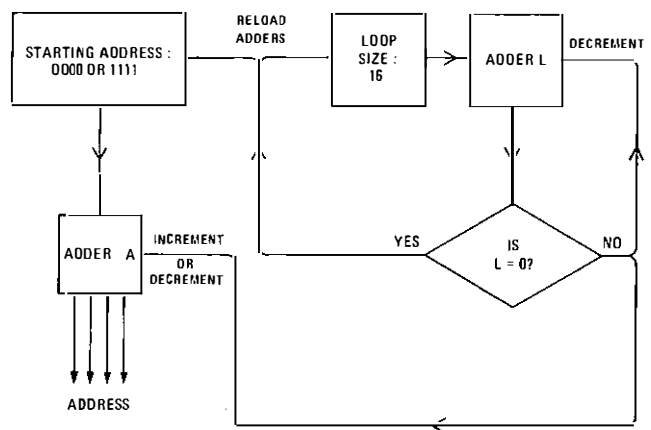 STARTING ADDRESS :
0000 OR 1111
RELOAD
ADDERS
LOOP
SIZE :
16
ADDER L
DECREMENT
ADDER A
INCREMENT
OR
DECREMENT
YES
IS
L = 0?
NO
ADDRESS